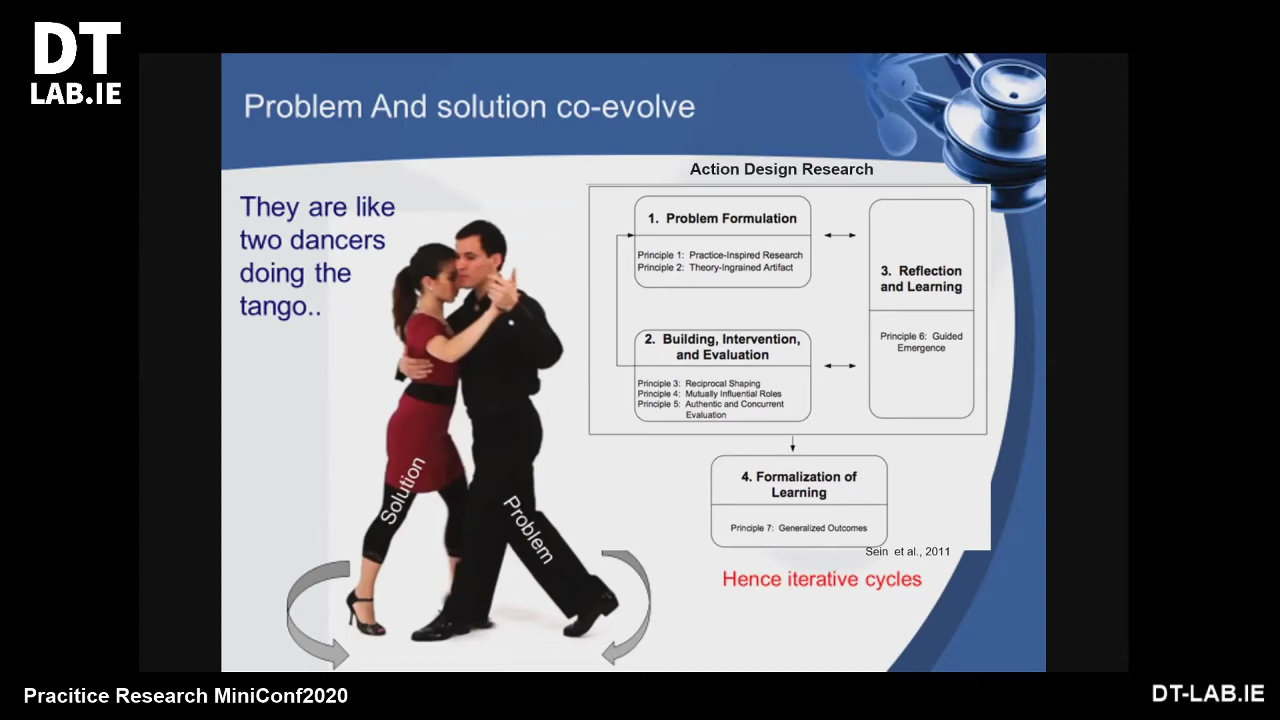 DT
LAB.IE
Problem And solution co-evolve
They are like
two dancers
doing the
tango..
Solution
Problem
Action Design Research
1. Problem Formulation
Principle 1: Practice-Inspired Research
Principle 2: Theory-Ingrained Artifact
2. Building, Intervention,
and Evaluation
Principle 3: Reciprocal Shaping
Principle 4: Mutually Influential Roles
Principle 5: Authentic and Concurrent
Evaluation
3. Reflection
and Learning
Principle 6: Guided
Emergence
4. Formalization of
Learning
Principle 7: Generalized Outcomes
Sein et al., 2011
Hence iterative cycles
Pracitice Research MiniConf2020
DT-LAB.IE